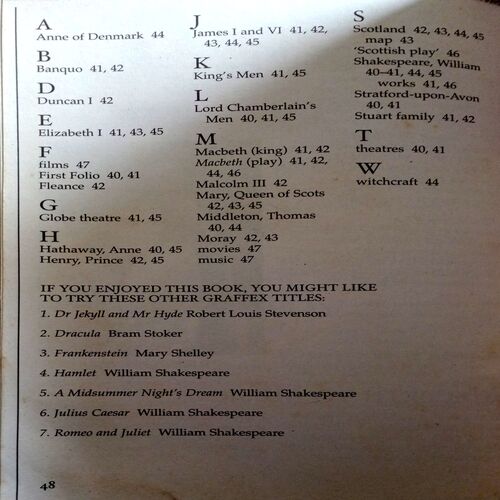 A
Anne of Denmark 44
B
Banquo 41, 42
D
Duncan I 42
E
Elizabeth I 41, 43, 45
F
films 47
First Folio 40, 41
Fleance 42
G
Globe theatre 41, 45
H
Hathaway, Anne 40, 45
Henry, Prince 42, 45
J
James I and VI 41, 42,
43, 44, 45
K
King's Men 41, 45
L
Lord Chamberlain's
Men 40, 41, 45
M
Macbeth (king) 41, 42
Macbeth (play) 41, 42,
44, 46
Malcolm III 42
Mary, Queen of Scots
42, 43, 45
Middleton, Thomas
40, 44
Moray 42, 43
movies 47
music 47
S
Scotland 42, 43, 44, 45
map 43
'Scottish play' 46
Shakespeare, William
40–41, 44, 45
works 41, 46
Stratford-upon-Avon
40, 41
Stuart family 41, 42
T
theatres 40, 41
W
witchcraft 44
IF YOU ENJOYED THIS BOOK, YOU MIGHT LIKE
TO TRY THESE OTHER GRAFFEX TITLES:
1. Dr Jekyll and Mr Hyde Robert Louis Stevenson
2. Dracula Bram Stoker
3. Frankenstein Mary Shelley
4. Hamlet William Shakespeare
5. A Midsummer Night's Dream William Shakespeare
6. Julius Caesar William Shakespeare
7. Romeo and Juliet William Shakespeare
48